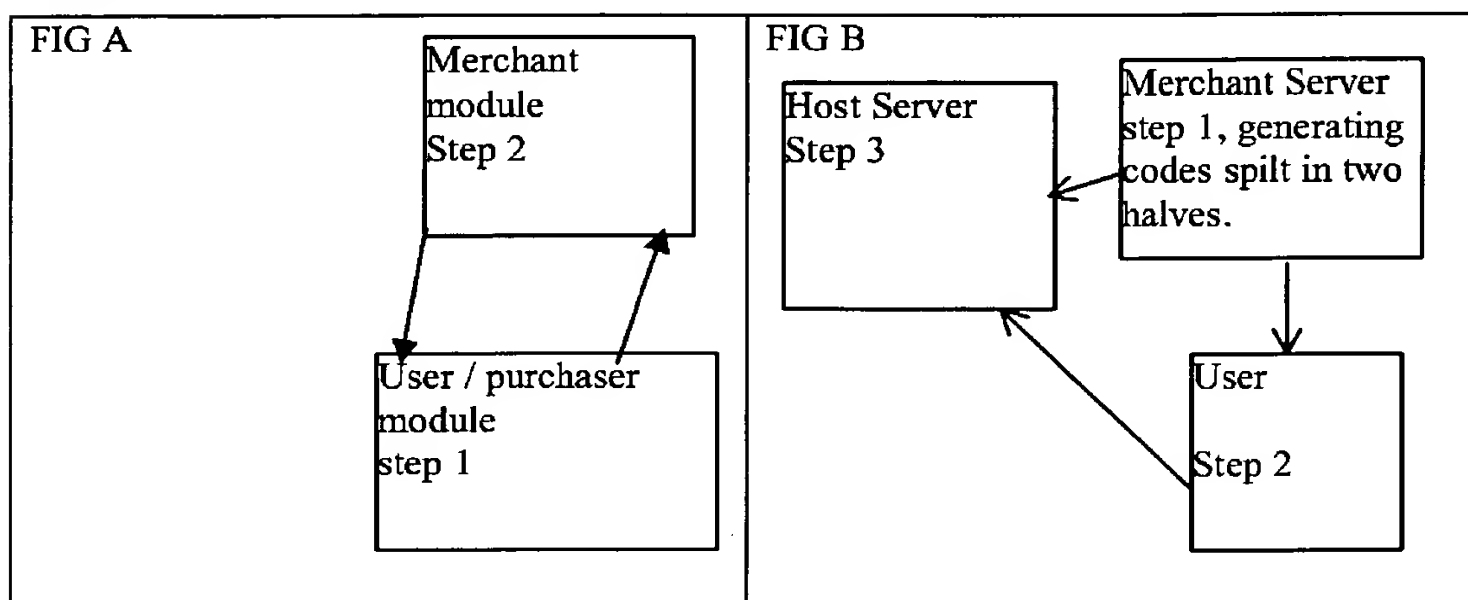 FIG A
Merchant
module
Step 2
User / purchaser
module
step 1
FIG B
Host Server
Step 3
Merchant Server
step 1, generating
codes spilt in two
halves.
User
Step 2